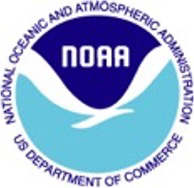 NATIONAL OCEANIC AND ATMOSPHERIC ADMINISTRATION
NOAA
US DEPARTMENT OF COMMERCE